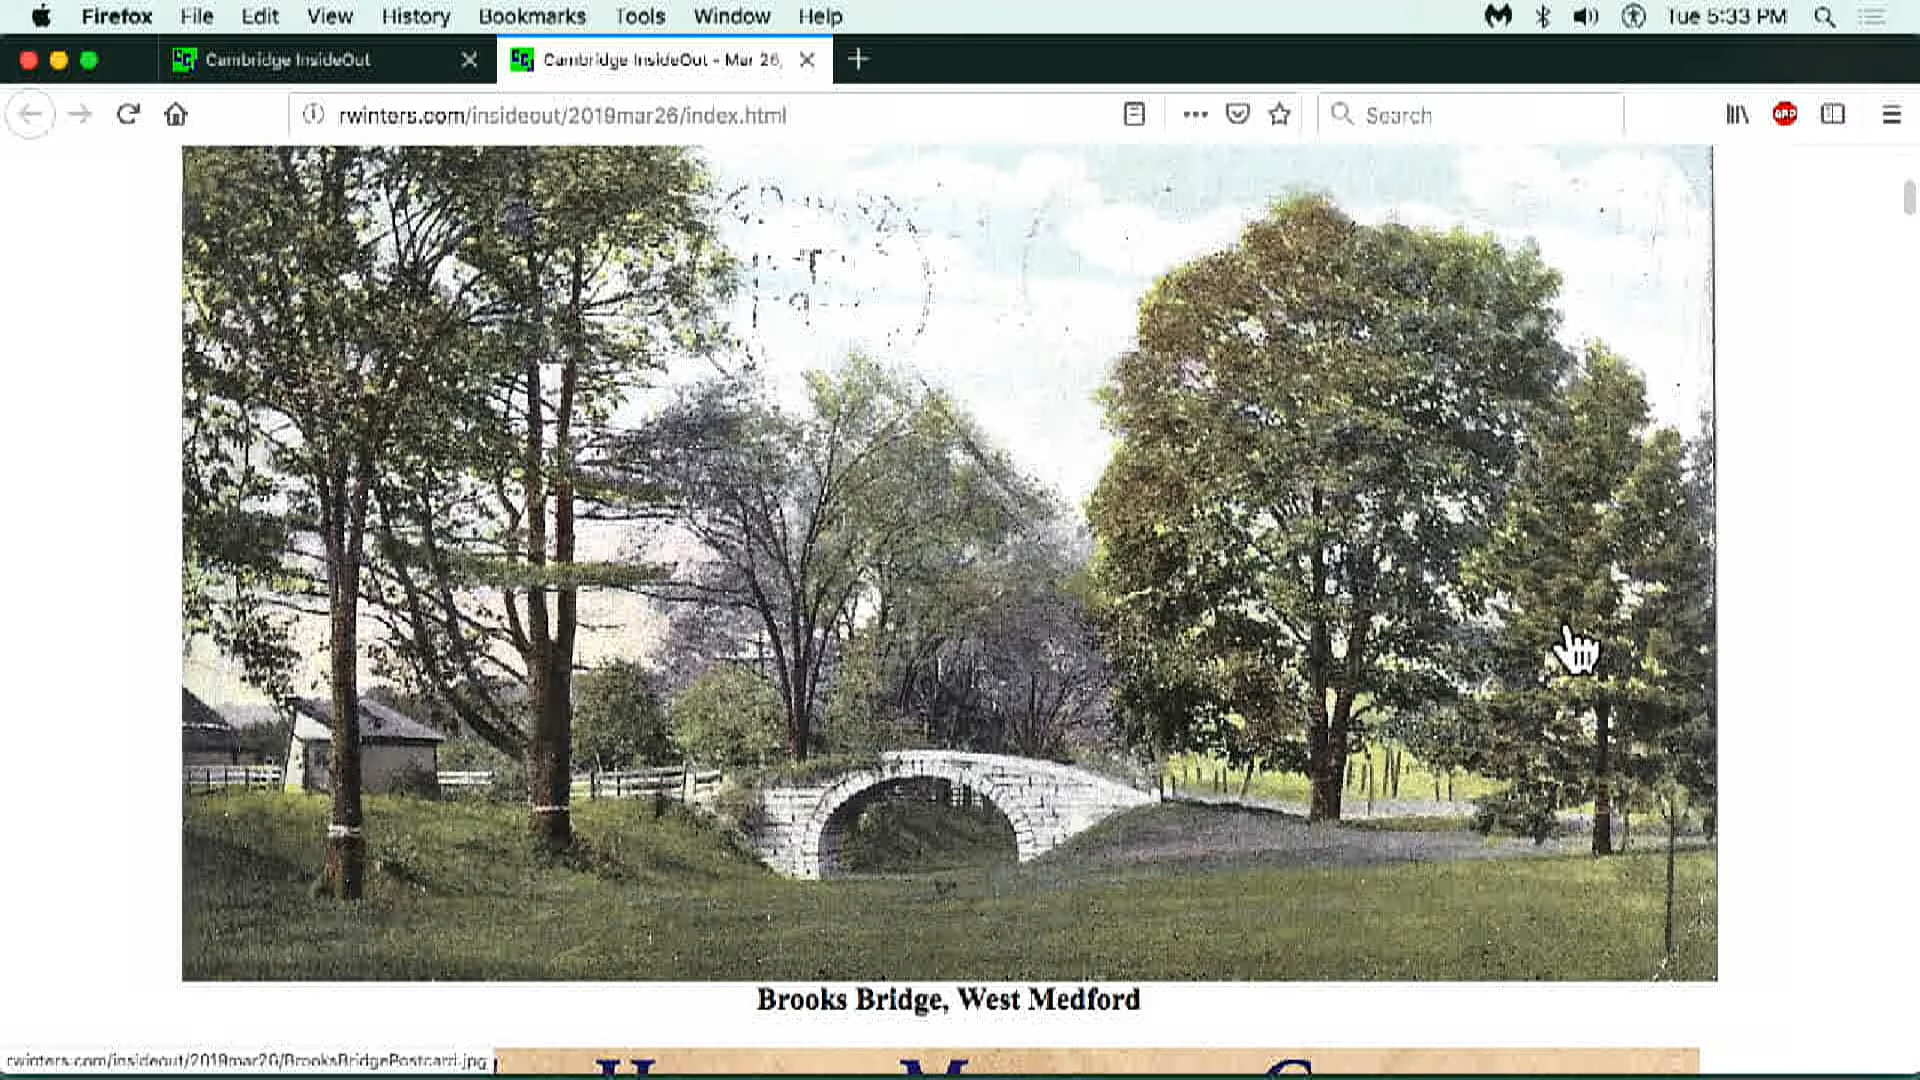 Firefox File Edit View History Bookmarks Tools Window Help Tue 5:33 PM
Cambridge InsideOut
Cambridge InsideOut - Mar 26,
rwinters.com/insideout/2019mar26/index.html
Search
ABP
Brooks Bridge, West Medford
rwinters.com/insideout/2019mar26/BrooksBridgePostcard.jpg
H M C